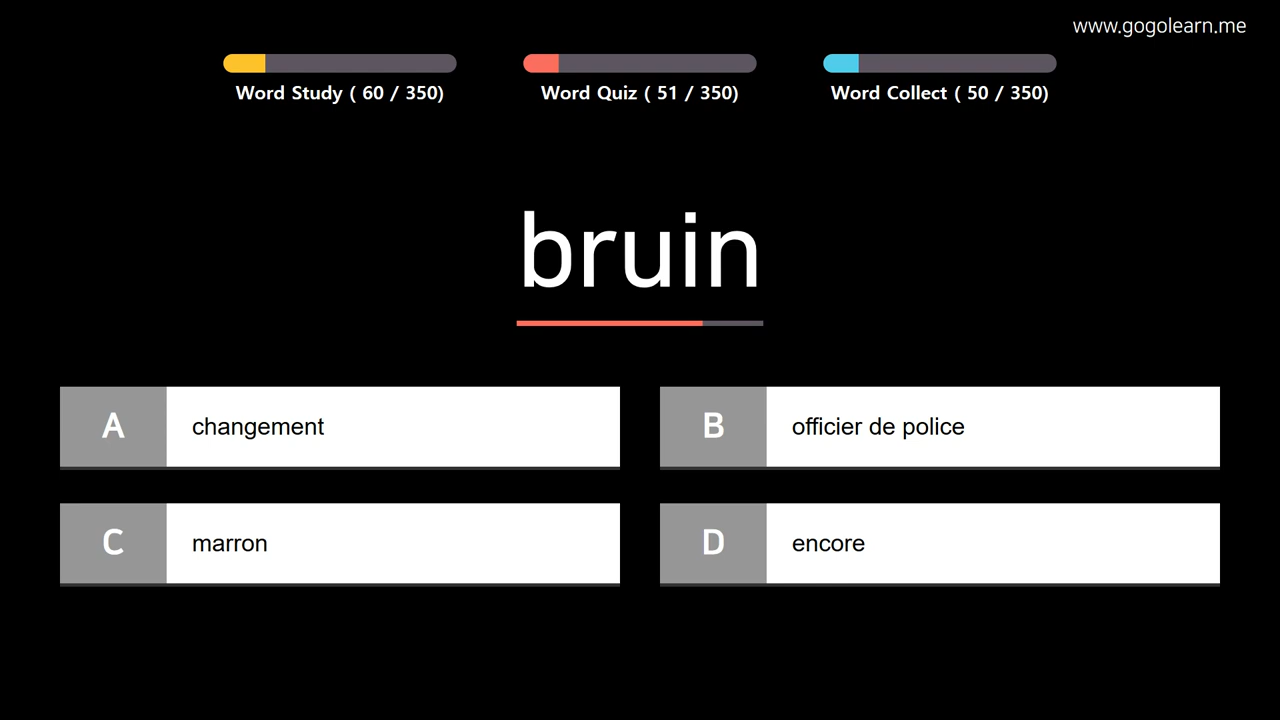 www.gogolearn.me
Word Study ( 60 / 350)
Word Quiz ( 51 / 350)
Word Collect ( 50 / 350)
bruin
A changement
B officier de police
C marron
D encore